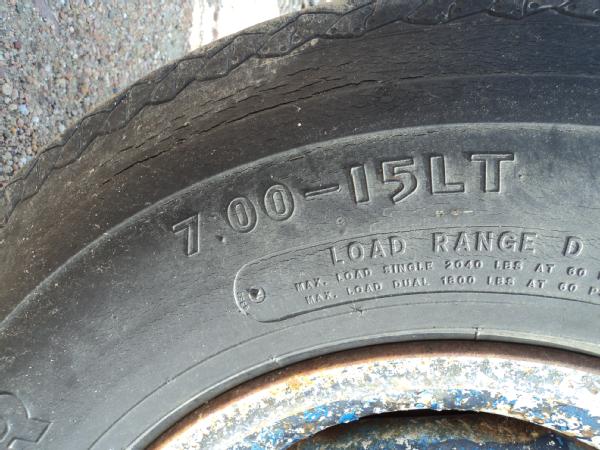 7.00-15LT
LOAD RANGE D
MAX. LOAD SINGLE 2040 LBS AT 60
MAX. LOAD DUAL 1800 LBS AT 60 P